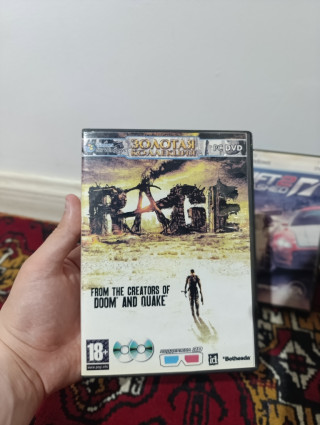 ЗОЛОТАЯ
КОЛЛЕКЦИЯ
PC DVD
RAGE
FROM THE CREATORS OF
DOOM AND QUAKE
18+
id
Bethesda